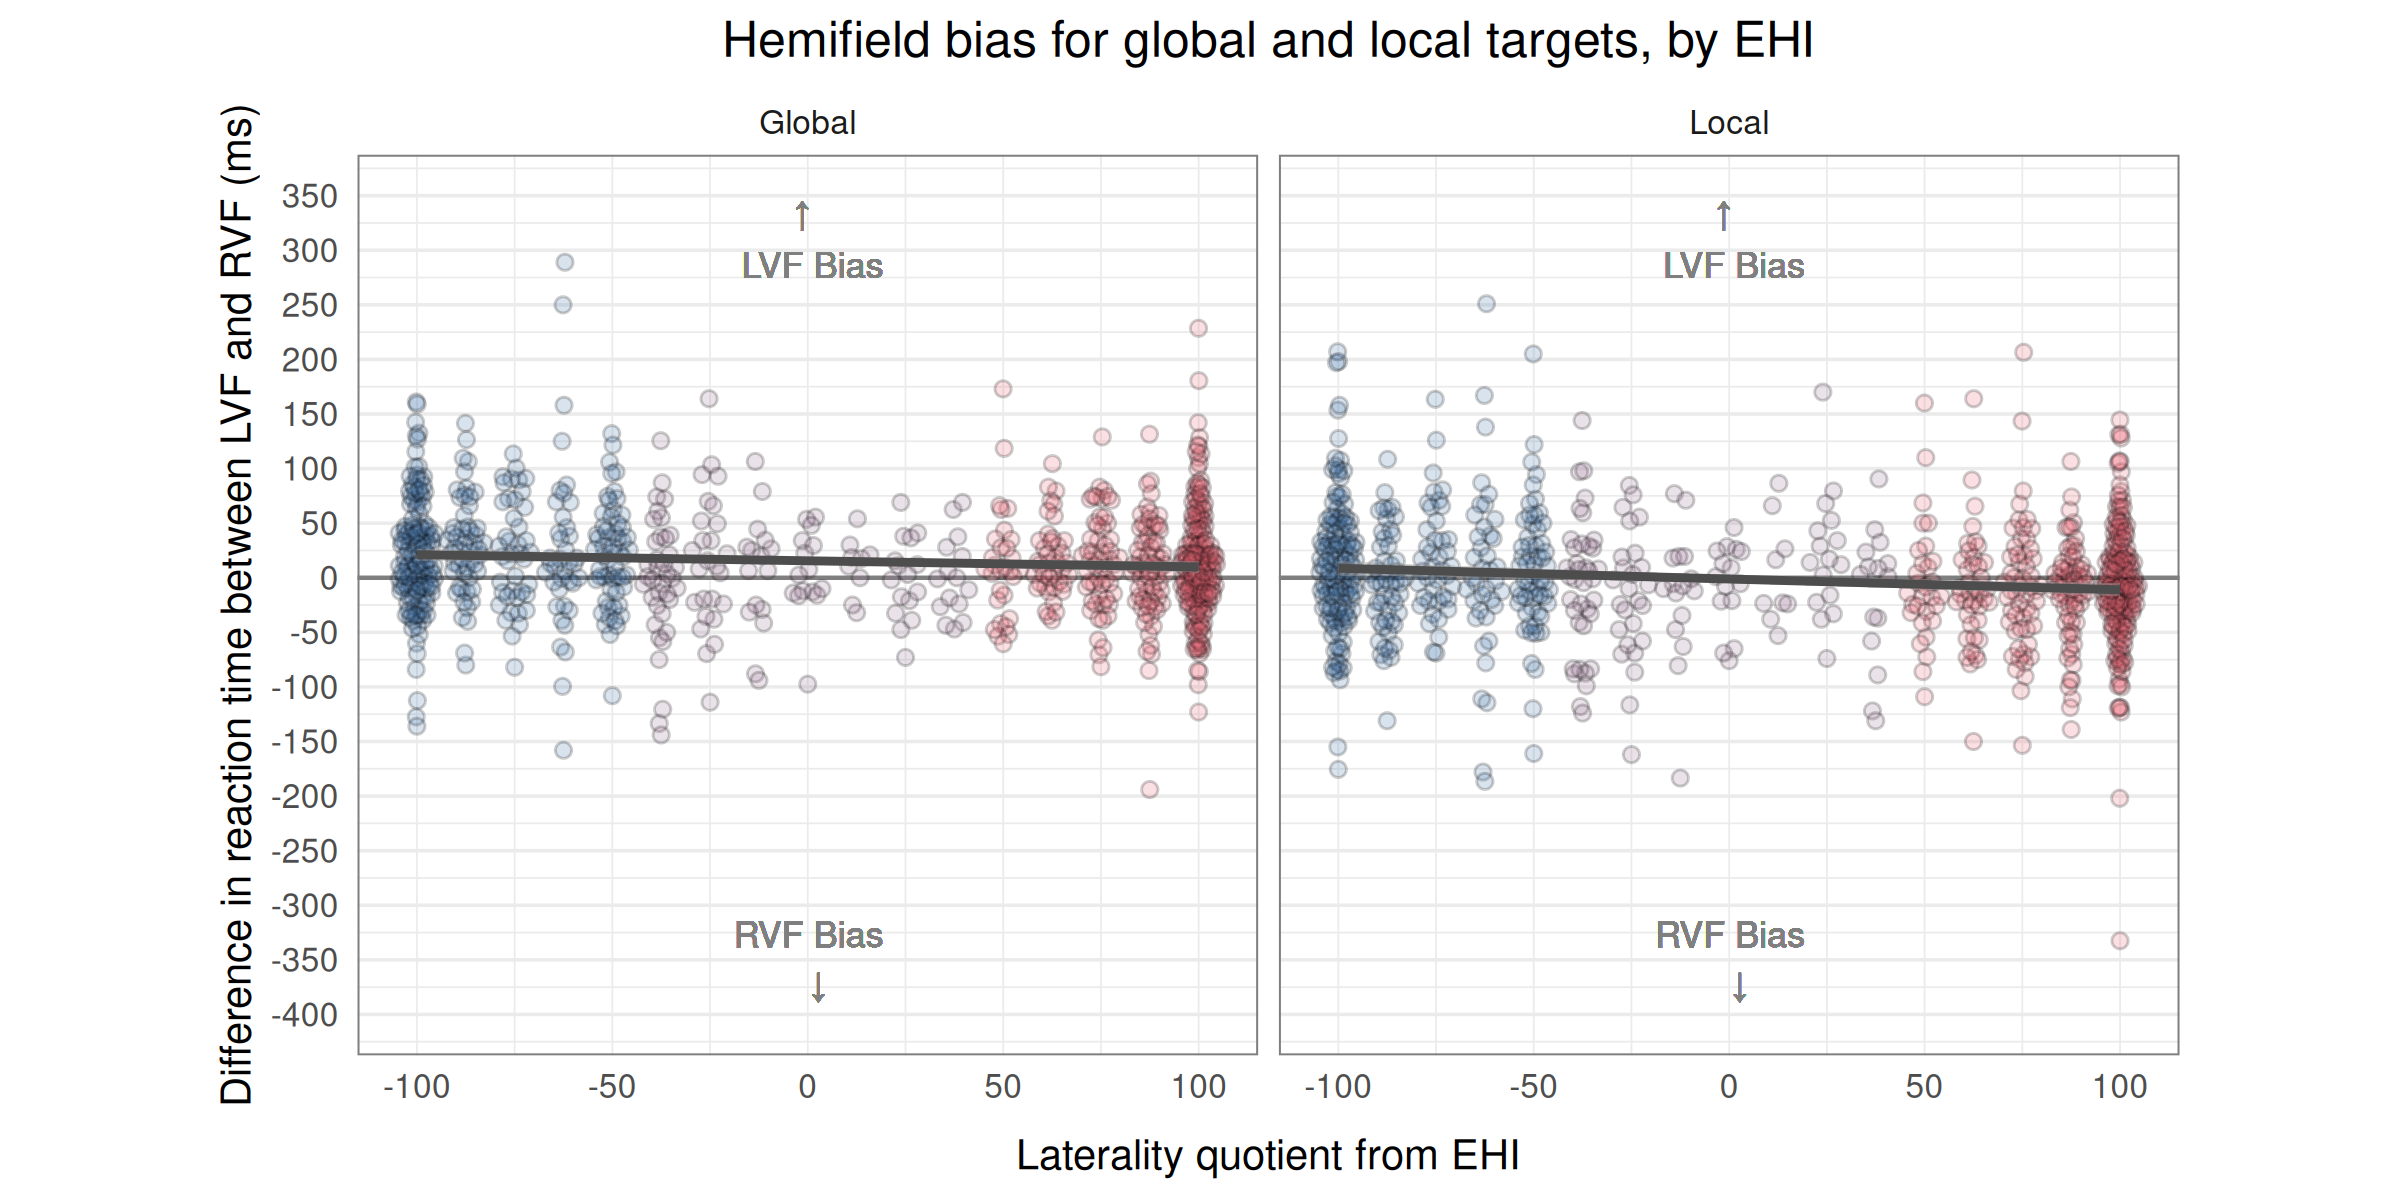 Hemifield bias for global and local targets, by EHI
Global
Local
Difference in reaction time between LVF and RVF (ms)
350
300
250
200
150
100
50
0
-50
-100
-150
-200
-250
-300
-350
-400
↑
LVF Bias
RVF Bias
↓
↑
LVF Bias
RVF Bias
↓
-100 -50 0 50 100
-100 -50 0 50 100
Laterality quotient from EHI